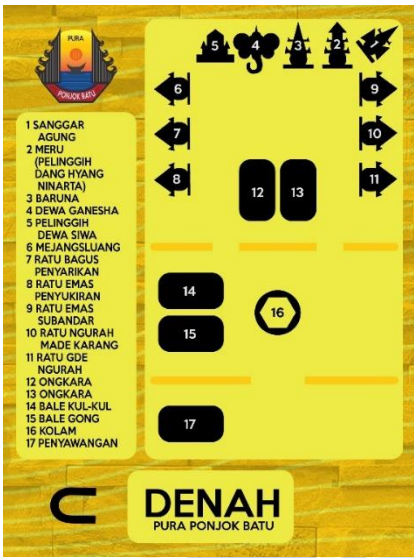 PURA
PONJOK BATU
1 SANGGAR
AGUNG
2 MERU
(PELINGGIH
DANG HYANG
NINARTA)
3 BARUNA
4 DEWA GANESHA
5 PELINGGIH
DEWA SIWA
6 MEJANGSLUANG
7 RATU BAGUS
PENYARIKAN
8 RATU EMAS
PENYUKIRAN
9 RATU EMAS
SUBANDAR
10 RATU NGURAH
MADE KARANG
11 RATU GDE
NGURAH
12 ONGKARA
13 ONGKARA
14 BALE KUL-KUL
15 BALE GONG
16 KOLAM
17 PENYAWANGAN
5 4 3 2 1
6 9
7 10
8 12 13 11
14
16
15
17
DENAH
PURA PONJOK BATU